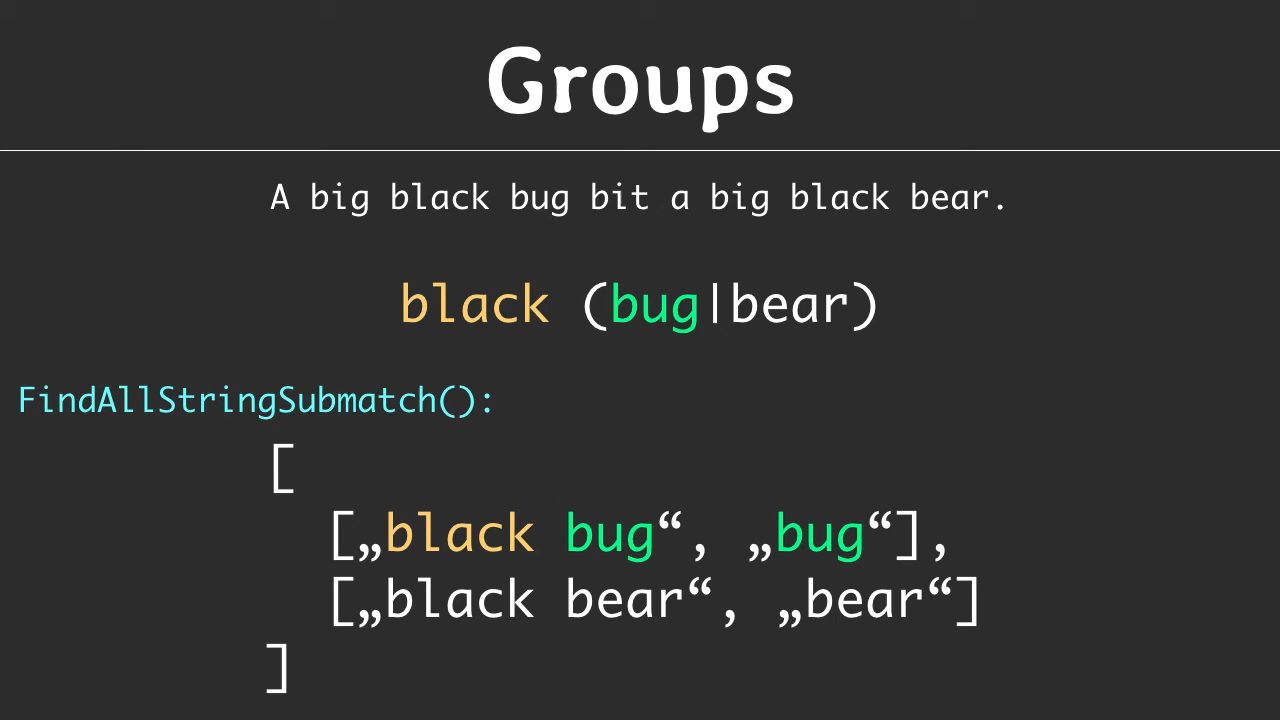 Groups
A big black bug bit a big black bear.
black (bug|bear)
FindAllStringSubmatch():
[
[„black bug“, „bug“],
[„black bear“, „bear“]
]